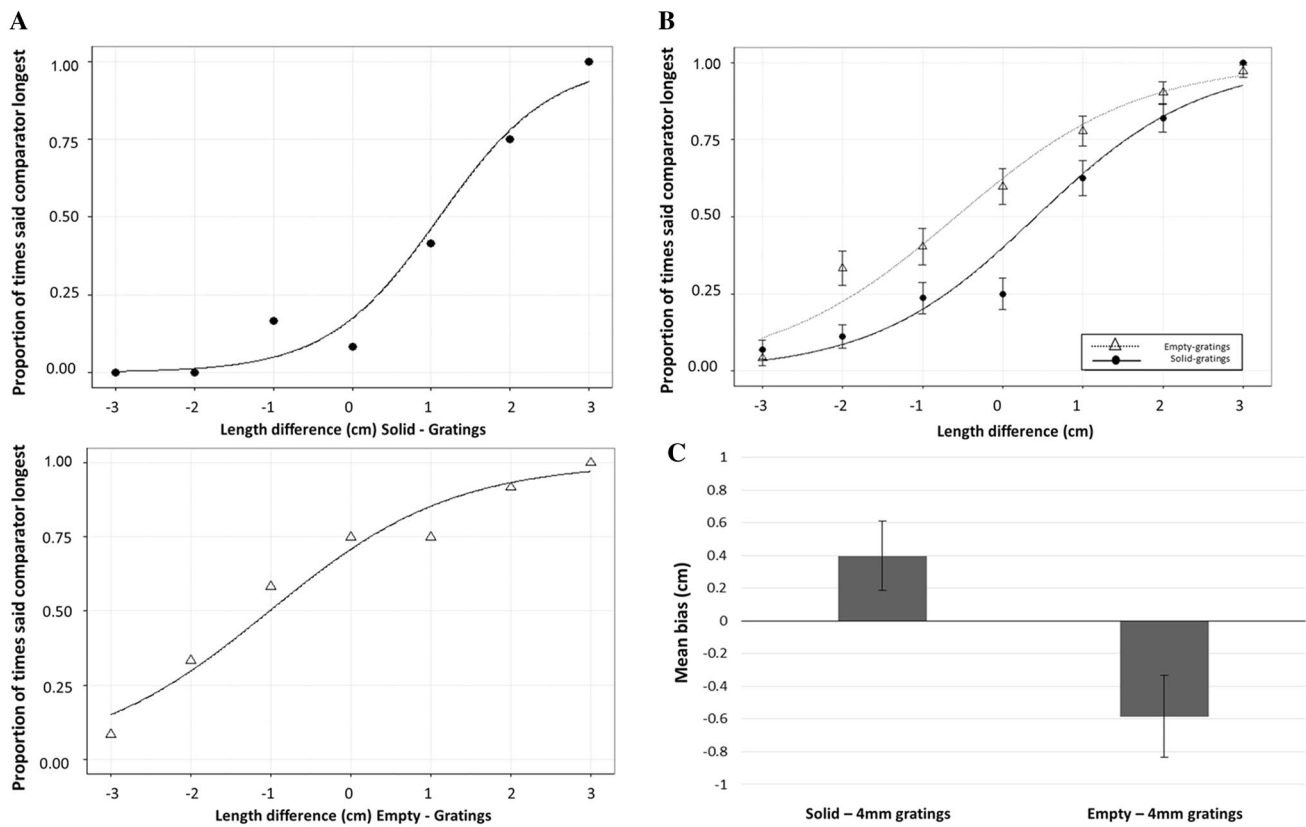 A
Proportion of times said comparator longest
1.00
0.75
0.50
0.25
0.00
-3 -2 -1 0 1 2 3
Length difference (cm) Solid - Gratings
Proportion of times said comparator longest
1.00
0.75
0.50
0.25
0.00
-3 -2 -1 0 1 2 3
Length difference (cm) Empty - Gratings
B
Proportion of times said comparator longest
1.00
0.75
0.50
0.25
0.00
Empty-gratings
Solid-gratings
-3 -2 -1 0 1 2 3
Length difference (cm)
C
Mean bias (cm)
1
0.8
0.6
0.4
0.2
0
-0.2
-0.4
-0.6
-0.8
-1
Solid – 4mm gratings Empty – 4mm gratings